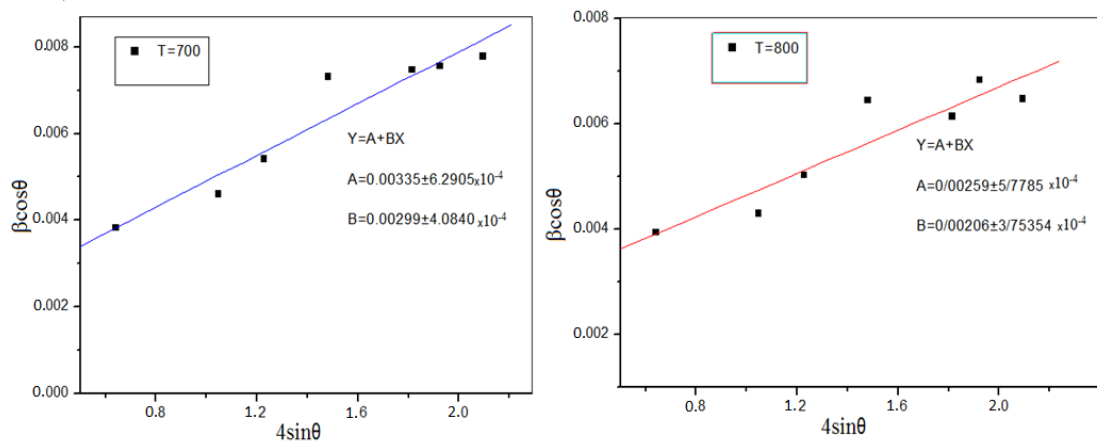 T=700
0.008
0.006
0.004
0.002
0.000
βcosθ
Y=A+BX
A=0.00335±6.2905x10-4
B=0.00299±4.0840x10-4
0.8
1.2
1.6
2.0
4sinθ
T=800
0.008
0.006
0.004
0.002
βcosθ
Y=A+BX
A=0/00259±5/7785 x10-4
B=0/00206±3/75354 x10-4
0.8
1.2
1.6
2.0
4sinθ